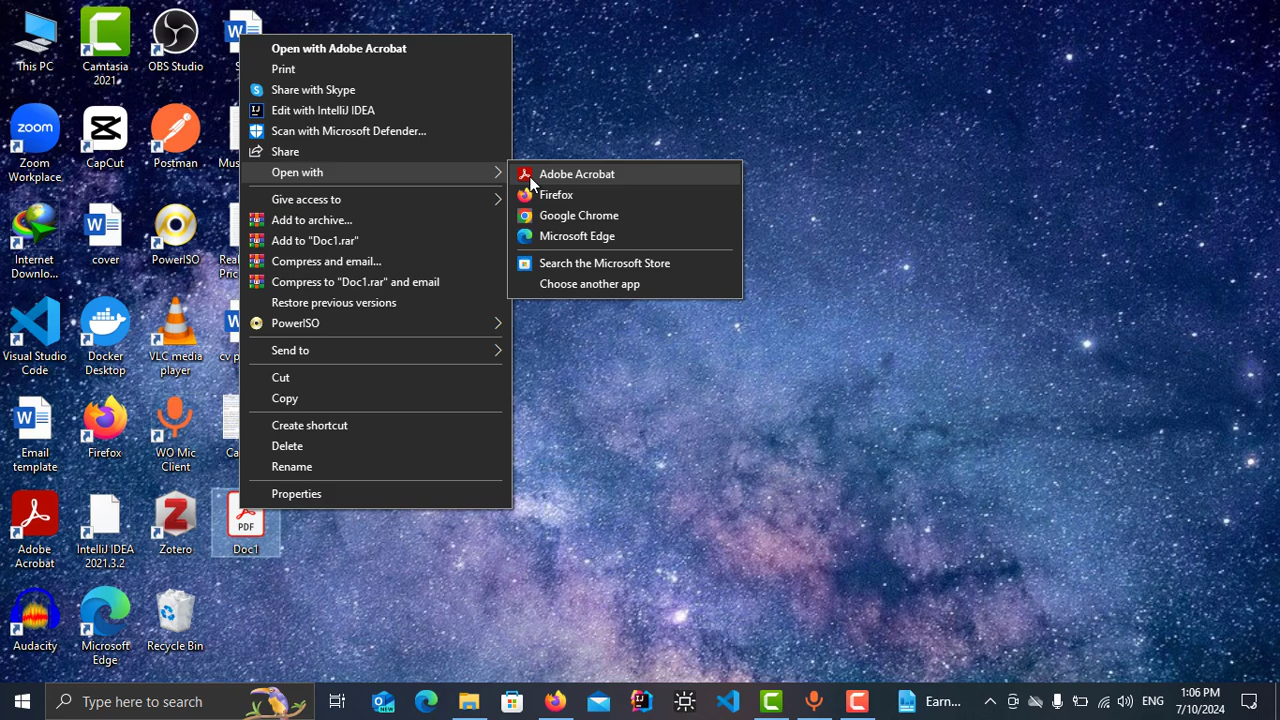 This PC
Camtasia
2021
OBS Studio
Zoom
Workplace
zoom
CapCut
Postman
Internet
Downlo...
cover
PowerISO
Visual Studio
Code
Docker
Desktop
VLC media
player
Email
template
Firefox
WO Mic
Client
Adobe
Acrobat
IntelliJ IDEA
2021.3.2
Zotero
PDF
Doc1
Audacity
Microsoft
Edge
Recycle Bin
Open with Adobe Acrobat
Print
Share with Skype
Edit with IntelliJ IDEA
Scan with Microsoft Defender...
Share
Open with
Give access to
Add to archive...
Add to "Doc1.rar"
Compress and email...
Compress to "Doc1.rar" and email
Restore previous versions
PowerISO
Send to
Cut
Copy
Create shortcut
Delete
Rename
Properties
Adobe Acrobat
Firefox
Google Chrome
Microsoft Edge
Search the Microsoft Store
Choose another app
Type here to search
Earn...
ENG
1:06 PM
7/10/2024